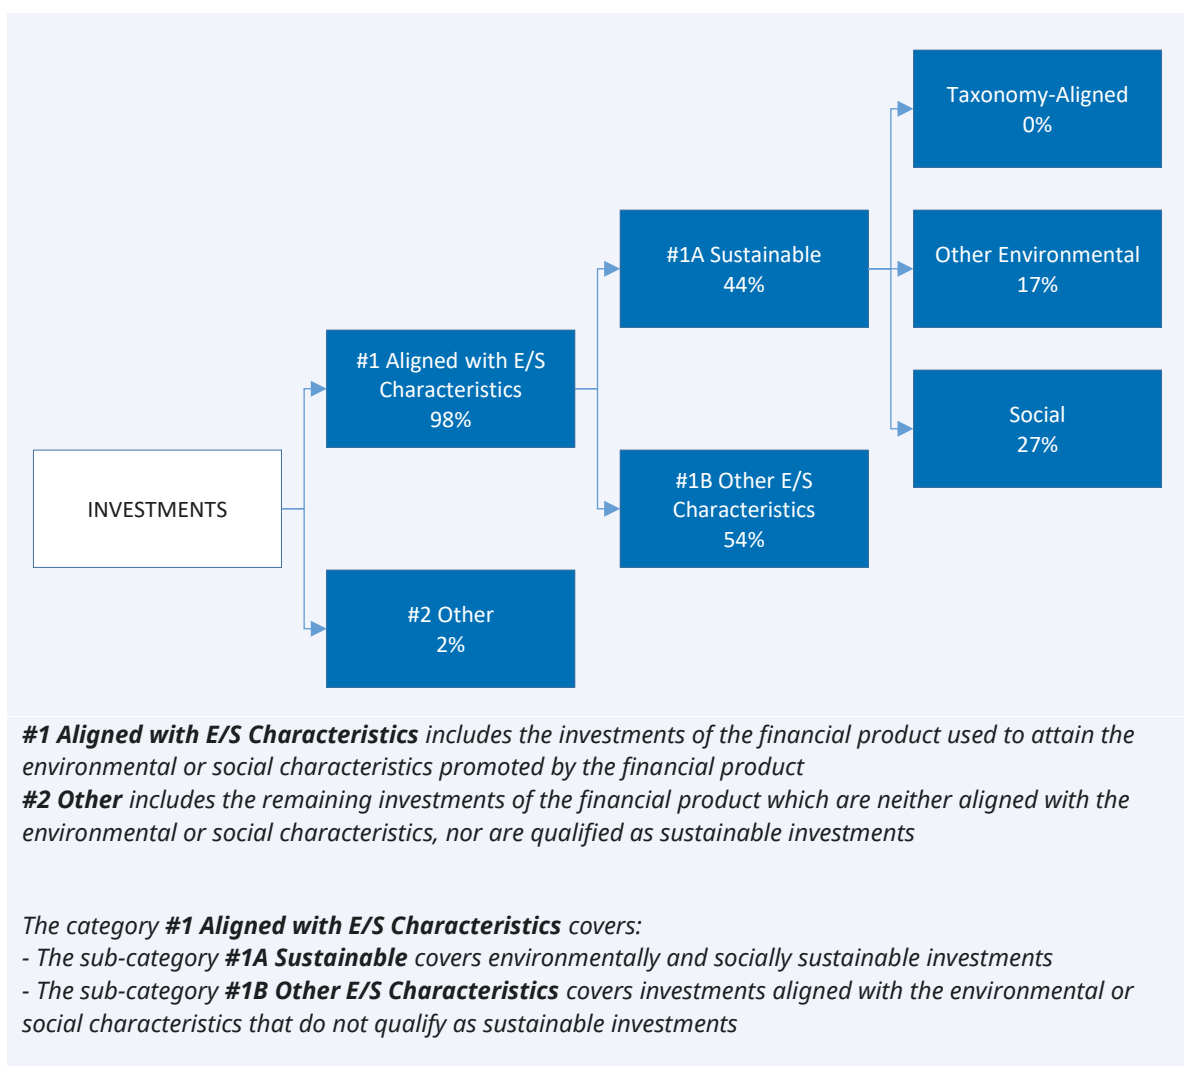 Taxonomy-Aligned
0%
#1A Sustainable
44%
Other Environmental
17%
#1 Aligned with E/S
Characteristics
98%
Social
27%
INVESTMENTS
#1B Other E/S
Characteristics
54%
#2 Other
2%
#1 Aligned with E/S Characteristics includes the investments of the financial product used to attain the
environmental or social characteristics promoted by the financial product
#2 Other includes the remaining investments of the financial product which are neither aligned with the
environmental or social characteristics, nor are qualified as sustainable investments
The category #1 Aligned with E/S Characteristics covers:
- The sub-category #1A Sustainable covers environmentally and socially sustainable investments
- The sub-category #1B Other E/S Characteristics covers investments aligned with the environmental or
social characteristics that do not qualify as sustainable investments